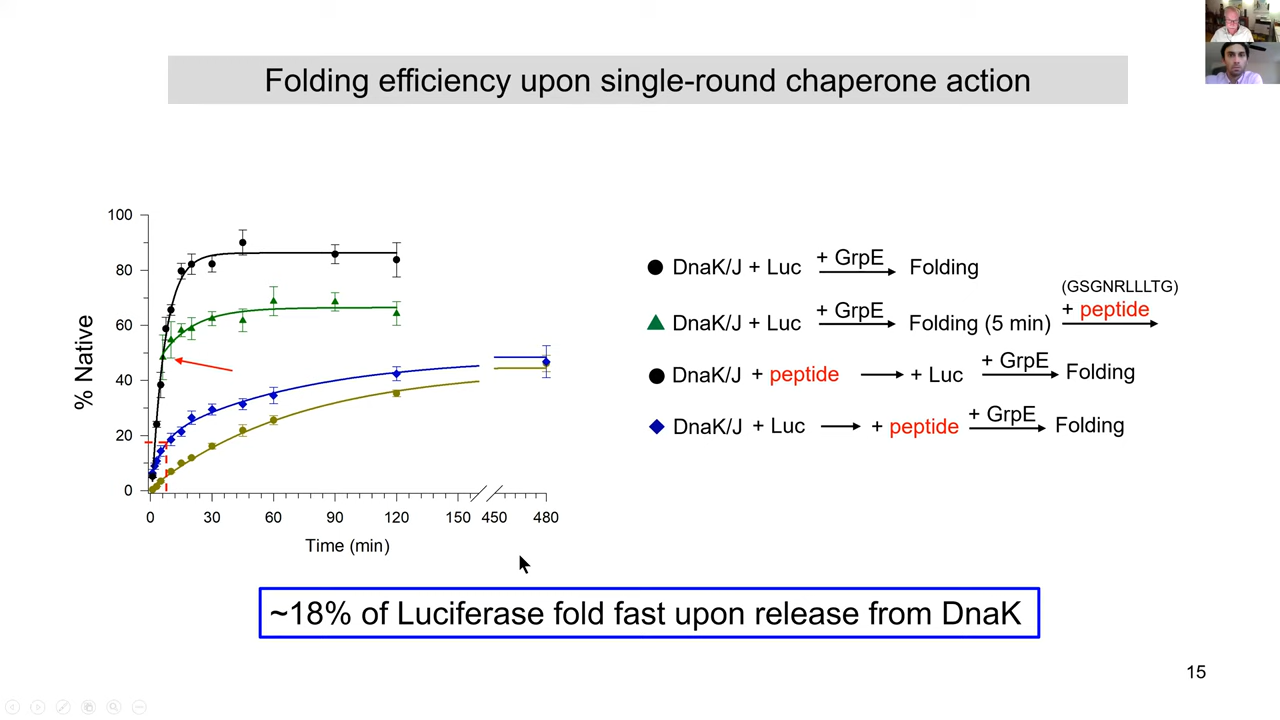 Folding efficiency upon single-round chaperone action
% Native
100
80
60
40
20
0
0 30 60 90 120 150 450 480
Time (min)
DnaK/J + Luc + GrpE Folding
(GSGNRLLLTG)
DnaK/J + Luc + GrpE Folding (5 min) + peptide
DnaK/J + peptide + Luc + GrpE Folding
DnaK/J + Luc + peptide + GrpE Folding
~18% of Luciferase fold fast upon release from DnaK
15